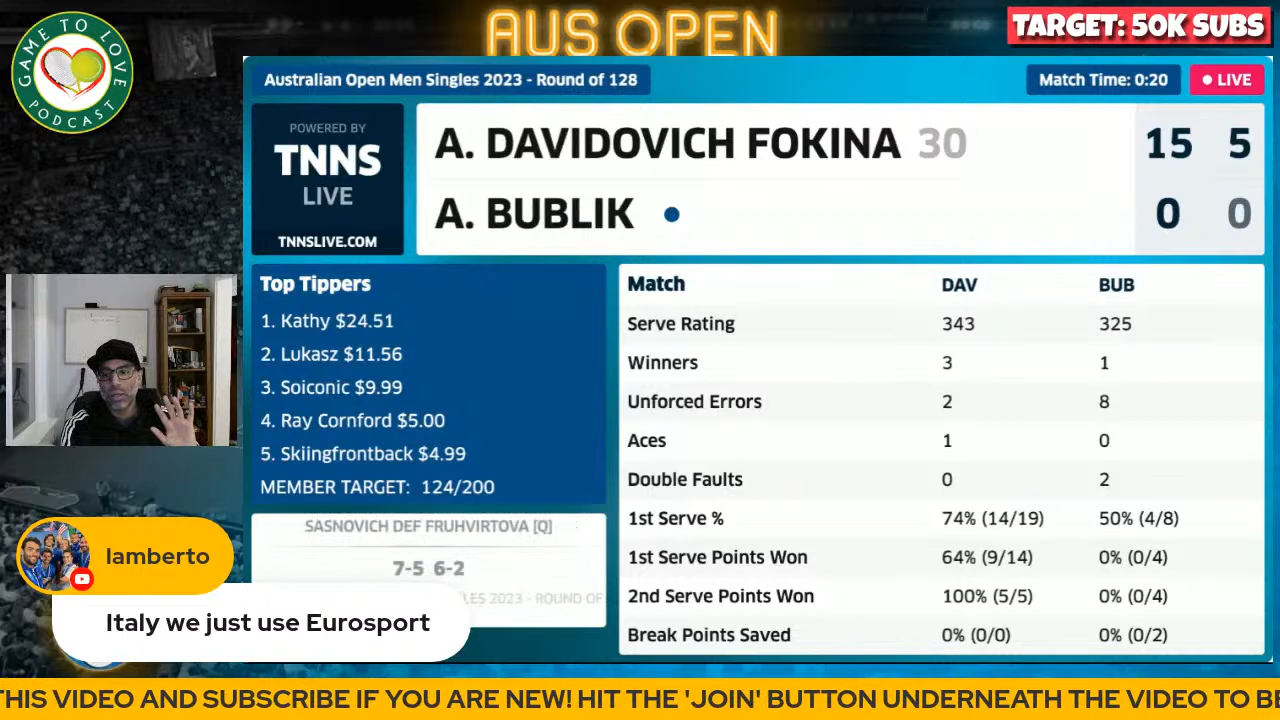 AUS OPEN
TARGET: 50K SUBS
GAME TO LOVE
PODCAST
Australian Open Men Singles 2023 - Round of 128
Match Time: 0:20
LIVE
POWERED BY
TNNS
LIVE
TNNSLIVE.COM
A. DAVIDOVICH FOKINA 30 15 5
A. BUBLIK 0 0
Top Tippers
1. Kathy $24.51
2. Lukasz $11.56
3. Soiconic $9.99
4. Ray Cornford $5.00
5. Skiingfrontback $4.99
MEMBER TARGET: 124/200
SASNOVICH DEF FRUHVIRTOVA [Q]
7-5 6-2
LES 2023 - ROUND OF
Match DAV BUB
Serve Rating 343 325
Winners 3 1
Unforced Errors 2 8
Aces 1 0
Double Faults 0 2
1st Serve % 74% (14/19) 50% (4/8)
1st Serve Points Won 64% (9/14) 0% (0/4)
2nd Serve Points Won 100% (5/5) 0% (0/4)
Break Points Saved 0% (0/0) 0% (0/2)
lamberto
Italy we just use Eurosport
THIS VIDEO AND SUBSCRIBE IF YOU ARE NEW! HIT THE 'JOIN' BUTTON UNDERNEATH THE VIDEO TO BE